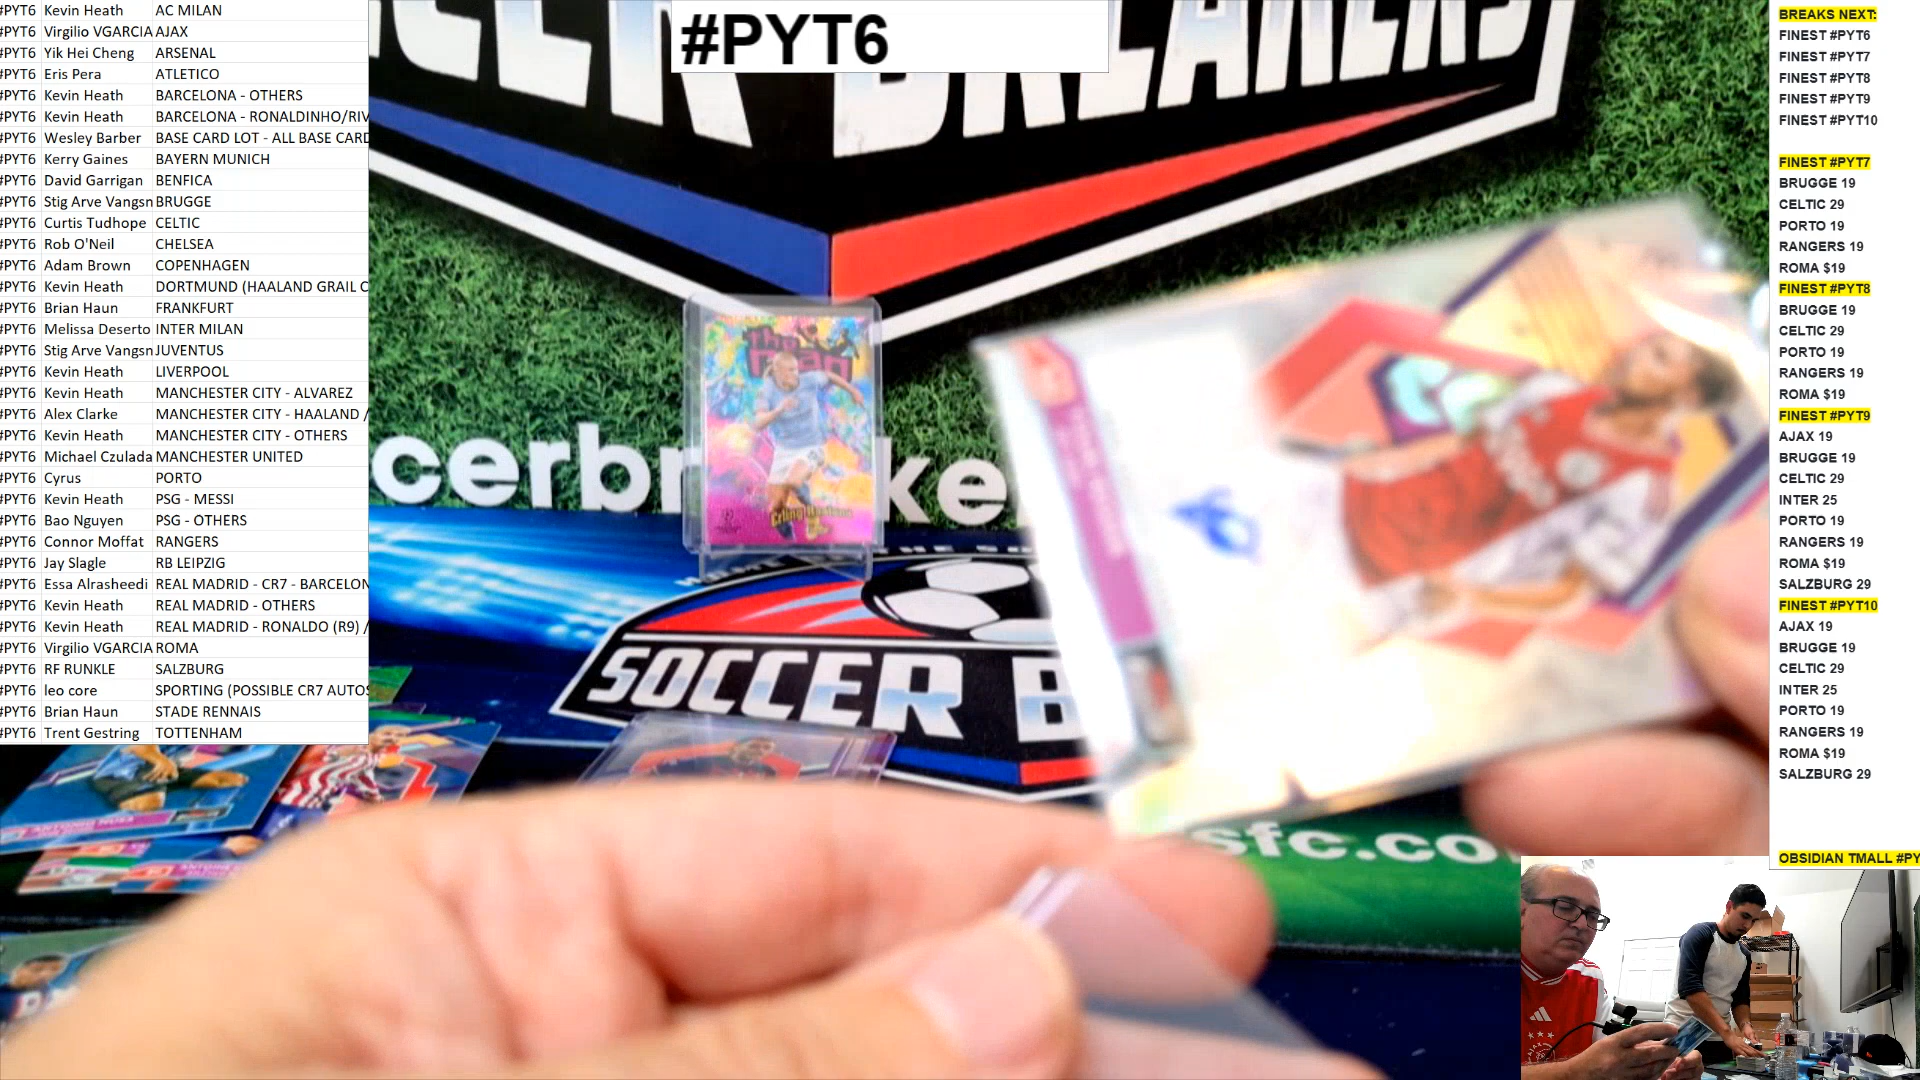 #PYT6 Kevin Heath AC MILAN
#PYT6 Virgilio VGARCIA AJAX
#PYT6 Yik Hei Cheng ARSENAL
#PYT6 Eris Pera ATLETICO
#PYT6 Kevin Heath BARCELONA - OTHERS
#PYT6 Kevin Heath BARCELONA - RONALDINHO/RIV
#PYT6 Wesley Barber BASE CARD LOT - ALL BASE CARD
#PYT6 Kerry Gaines BAYERN MUNICH
#PYT6 David Garrigan BENFICA
#PYT6 Stig Arve Vangsn BRUGGE
#PYT6 Curtis Tudhope CELTIC
#PYT6 Rob O'Neil CHELSEA
#PYT6 Adam Brown COPENHAGEN
#PYT6 Kevin Heath DORTMUND (HAALAND GRAIL C
#PYT6 Brian Haun FRANKFURT
#PYT6 Melissa Deserto INTER MILAN
#PYT6 Stig Arve Vangsn JUVENTUS
#PYT6 Kevin Heath LIVERPOOL
#PYT6 Kevin Heath MANCHESTER CITY - ALVAREZ
#PYT6 Alex Clarke MANCHESTER CITY - HAALAND /
#PYT6 Kevin Heath MANCHESTER CITY - OTHERS
#PYT6 Michael Czulada MANCHESTER UNITED
#PYT6 Cyrus PORTO
#PYT6 Kevin Heath PSG - MESSI
#PYT6 Bao Nguyen PSG - OTHERS
#PYT6 Connor Moffat RANGERS
#PYT6 Jay Slagle RB LEIPZIG
#PYT6 Essa Alrasheedi REAL MADRID - CR7 - BARCELON
#PYT6 Kevin Heath REAL MADRID - OTHERS
#PYT6 Kevin Heath REAL MADRID - RONALDO (R9) /
#PYT6 Virgilio VGARCIA ROMA
#PYT6 RF RUNKLE SALZBURG
#PYT6 leo core SPORTING (POSSIBLE CR7 AUTOS
#PYT6 Brian Haun STADE RENNAIS
#PYT6 Trent Gestring TOTTENHAM
#PYT6
CCER BREAKERS
the man
Erling Haaland
cerbr ke
SOCCER B
sfc.co
ANTONIO NUSA
BREAKS NEXT:
FINEST #PYT6
FINEST #PYT7
FINEST #PYT8
FINEST #PYT9
FINEST #PYT10
FINEST #PYT7
BRUGGE 19
CELTIC 29
PORTO 19
RANGERS 19
ROMA $19
FINEST #PYT8
BRUGGE 19
CELTIC 29
PORTO 19
RANGERS 19
ROMA $19
FINEST #PYT9
AJAX 19
BRUGGE 19
CELTIC 29
INTER 25
PORTO 19
RANGERS 19
ROMA $19
SALZBURG 29
FINEST #PYT10
AJAX 19
BRUGGE 19
CELTIC 29
INTER 25
PORTO 19
RANGERS 19
ROMA $19
SALZBURG 29
OBSIDIAN TMALL #PY